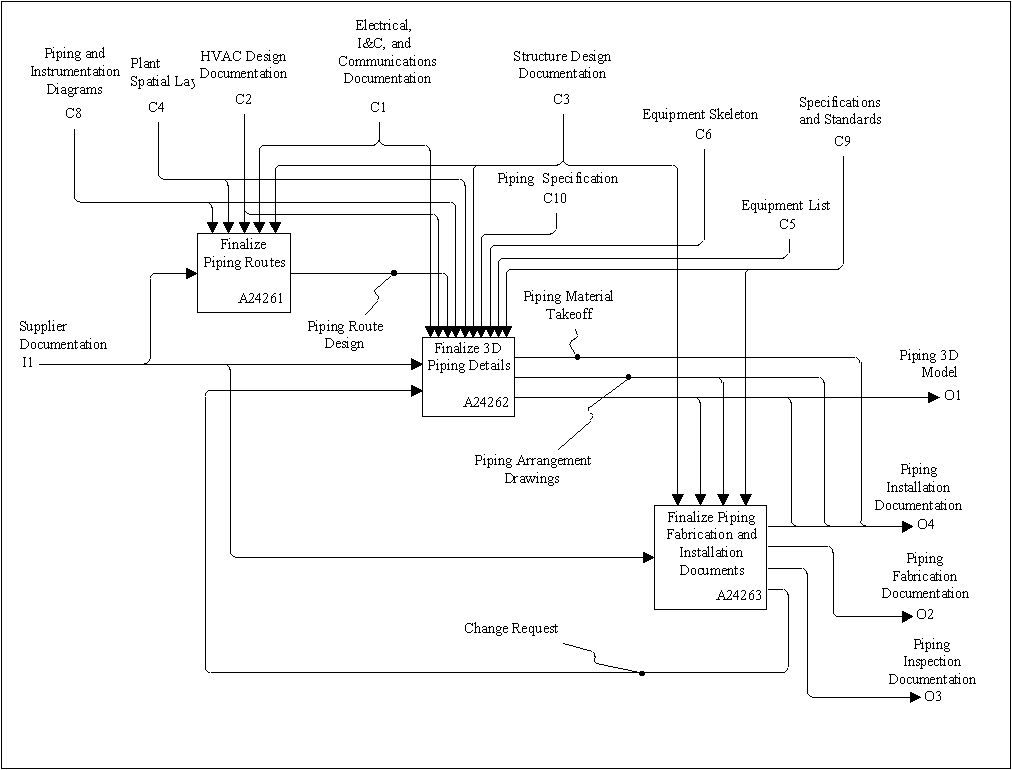 Piping and
Instrumentation
Diagrams
C8
Plant
Spatial Lay
C4
HVAC Design
Documentation
C2
Electrical,
I&C, and
Communications
Documentation
C1
Structure Design
Documentation
C3
Equipment Skeleton
C6
Specifications
and Standards
C9
Piping Specification
C10
Equipment List
C5
Finalize
Piping Routes
A24261
Piping Route
Design
Supplier
Documentation
I1
Finalize 3D
Piping Details
A24262
Piping Material
Takeoff
Piping 3D
Model
O1
Piping Arrangement
Drawings
Piping
Installation
Documentation
O4
Finalize Piping
Fabrication and
Installation
Documents
A24263
Piping
Fabrication
Documentation
O2
Change Request
Piping
Inspection
Documentation
O3